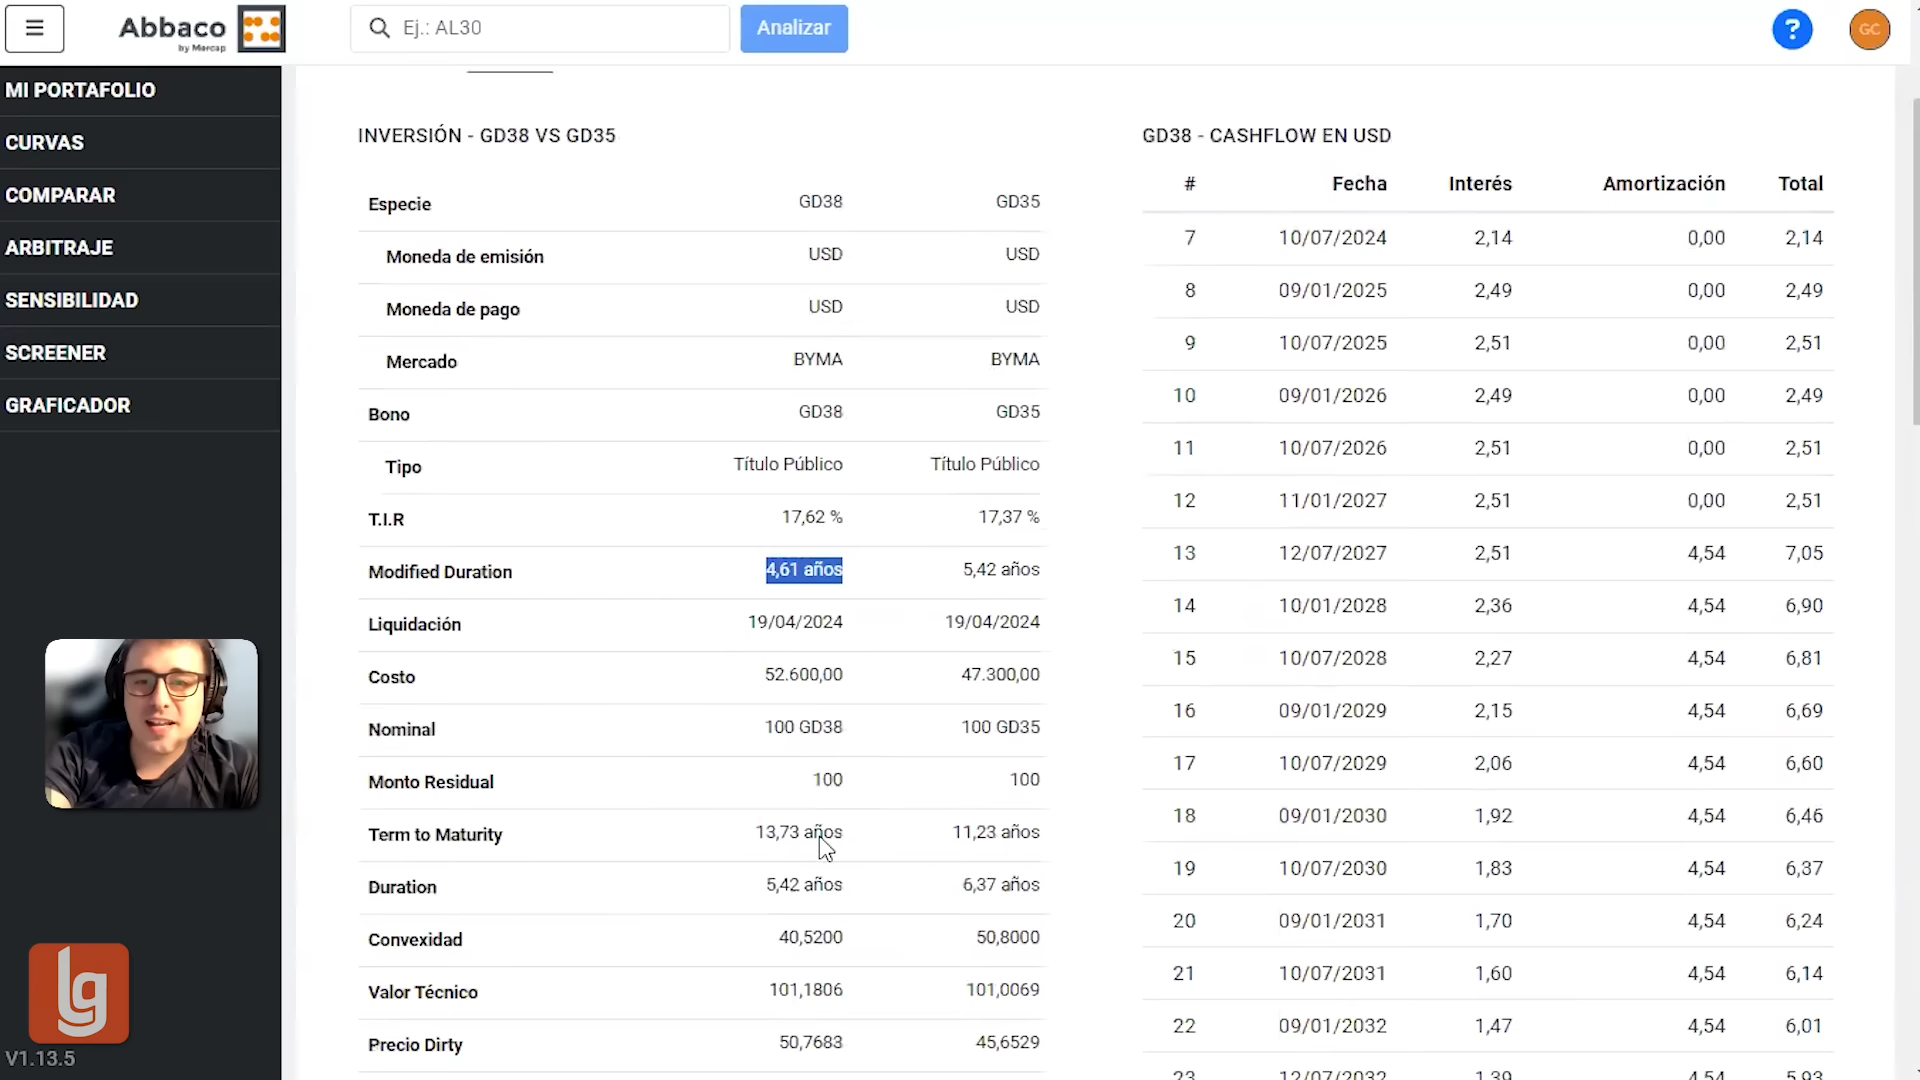 Abbaco
by Mercap
Ej.: AL30
Analizar
?
GC
MI PORTAFOLIO
CURVAS
COMPARAR
ARBITRAJE
SENSIBILIDAD
SCREENER
GRAFICADOR
lg
V1.13.5
INVERSIÓN - GD38 VS GD35
Especie GD38 GD35
Moneda de emisión USD USD
Moneda de pago USD USD
Mercado BYMA BYMA
Bono GD38 GD35
Tipo Título Público Título Público
T.I.R 17,62 % 17,37 %
Modified Duration 4,61 años 5,42 años
Liquidación 19/04/2024 19/04/2024
Costo 52.600,00 47.300,00
Nominal 100 GD38 100 GD35
Monto Residual 100 100
Term to Maturity 13,73 años 11,23 años
Duration 5,42 años 6,37 años
Convexidad 40,5200 50,8000
Valor Técnico 101,1806 101,0069
Precio Dirty 50,7683 45,6529
GD38 - CASHFLOW EN USD
# Fecha Interés Amortización Total
7 10/07/2024 2,14 0,00 2,14
8 09/01/2025 2,49 0,00 2,49
9 10/07/2025 2,51 0,00 2,51
10 09/01/2026 2,49 0,00 2,49
11 10/07/2026 2,51 0,00 2,51
12 11/01/2027 2,51 0,00 2,51
13 12/07/2027 2,51 4,54 7,05
14 10/01/2028 2,36 4,54 6,90
15 10/07/2028 2,27 4,54 6,81
16 09/01/2029 2,15 4,54 6,69
17 10/07/2029 2,06 4,54 6,60
18 09/01/2030 1,92 4,54 6,46
19 10/07/2030 1,83 4,54 6,37
20 09/01/2031 1,70 4,54 6,24
21 10/07/2031 1,60 4,54 6,14
22 09/01/2032 1,47 4,54 6,01
23 12/07/2032 1,39 4,54 5,93